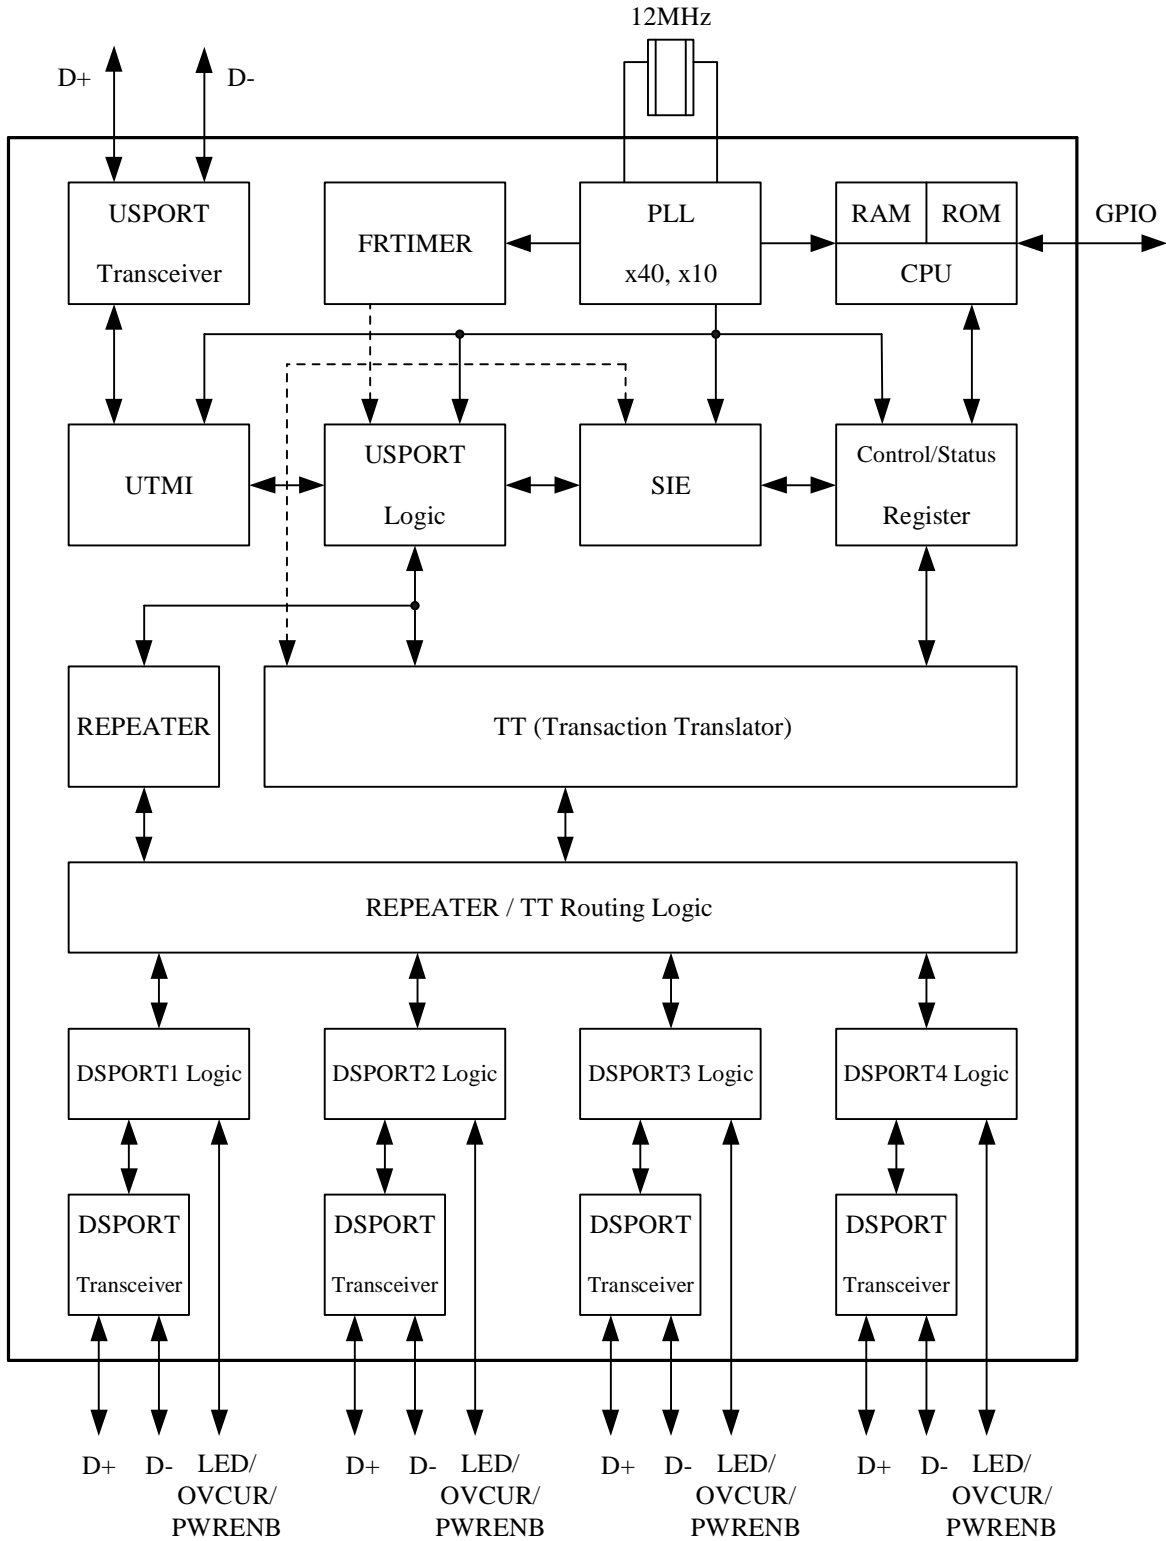 12MHz
D+
D-
USPORT
Transceiver
FRTIMER
PLL
x40, x10
RAM
ROM
CPU
GPIO
UTMI
USPORT
Logic
SIE
Control/Status
Register
REPEATER
TT (Transaction Translator)
REPEATER / TT Routing Logic
DSPORT1 Logic
DSPORT2 Logic
DSPORT3 Logic
DSPORT4 Logic
DSPORT
Transceiver
DSPORT
Transceiver
DSPORT
Transceiver
DSPORT
Transceiver
D+
D-
LED/
OVCUR/
PWRENB
D+
D-
LED/
OVCUR/
PWRENB
D+
D-
LED/
OVCUR/
PWRENB
D+
D-
LED/
OVCUR/
PWRENB